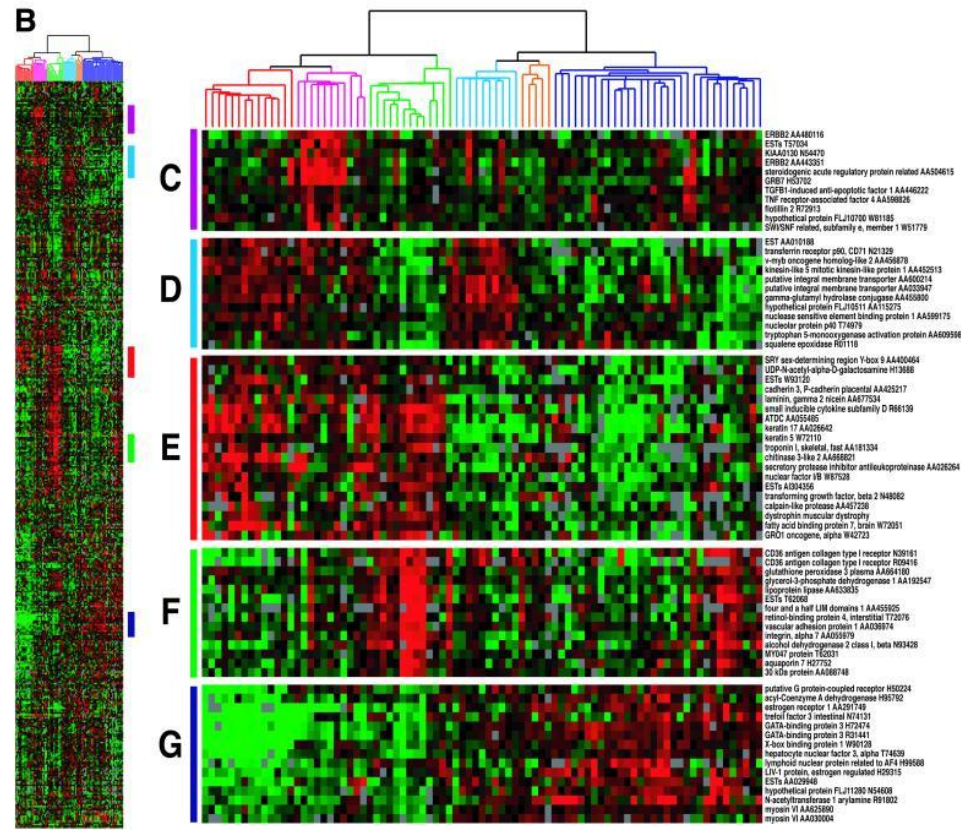 B
C
ERBB2 AA480116
ESTs T57034
KIAA0130 N54470
ERBB2 AA443351
steroidogenic acute regulatory protein related AA504615
GRB7 H53702
TGFB1-induced anti-apoptotic factor 1 AA446222
TNF receptor-associated factor 4 AA598826
flotillin 2 R72913
hypothetical protein FLJ10700 W81185
SWI/SNF related, subfamily e, member 1 W51779
D
EST AA010188
transferrin receptor p90, CD71 N21329
v-myb oncogene homolog-like 2 AA456878
kinesin-like 5 mitotic kinesin-like protein 1 AA452513
putative integral membrane transporter AA600214
putative integral membrane transporter AA033947
gamma-glutamyl hydrolase conjugase AA455800
hypothetical protein FLJ10511 AA115275
nuclease sensitive element binding protein 1 AA599175
nucleolar protein p40 T74979
tryptophan 5-monooxygenase activation protein AA609598
squalene epoxidase R01118
E
SRY sex-determining region Y-box 9 AA400464
UDP-N-acetyl-alpha-D-galactosamine H13688
ESTs W93120
cadherin 3, P-cadherin placental AA425217
laminin, gamma 2 nicein AA677534
small inducible cytokine subfamily D R66139
ATDC AA055485
keratin 17 AA026642
keratin 5 W72110
troponin I, skeletal, fast AA181334
chitinase 3-like 2 AA668821
secretory protease inhibitor antileukoproteinase AA026264
nuclear factor I/B W87528
ESTs AI304356
transforming growth factor, beta 2 N48082
calpain-like protease AA457238
dystrophin muscular dystrophy
fatty acid binding protein 7, brain W72051
GRO1 oncogene, alpha W42723
F
CD36 antigen collagen type I receptor N39161
CD36 antigen collagen type I receptor R09416
glutathione peroxidase 3 plasma AA664180
glycerol-3-phosphate dehydrogenase 1 AA192547
lipoprotein lipase AA633835
ESTs T62068
four and a half LIM domains 1 AA455925
retinol-binding protein 4, interstitial T72076
vascular adhesion protein 1 AA036974
integrin, alpha 7 AA055979
alcohol dehydrogenase 2 class I, beta N93428
MY047 protein T62031
aquaporin 7 H27752
30 kDa protein AA088748
G
putative G protein-coupled receptor H50224
acyl-Coenzyme A dehydrogenase H95792
estrogen receptor 1 AA291749
trefoil factor 3 intestinal N74131
GATA-binding protein 3 H72474
GATA-binding protein 3 R31441
X-box binding protein 1 W90128
hepatocyte nuclear factor 3, alpha T74639
lymphoid nuclear protein related to AF4 H99588
LIV-1 protein, estrogen regulated H29315
ESTs AA029948
hypothetical protein FLJ11280 N54608
N-acetyltransferase 1 arylamine R91802
myosin VI AA625890
myosin VI AA030004